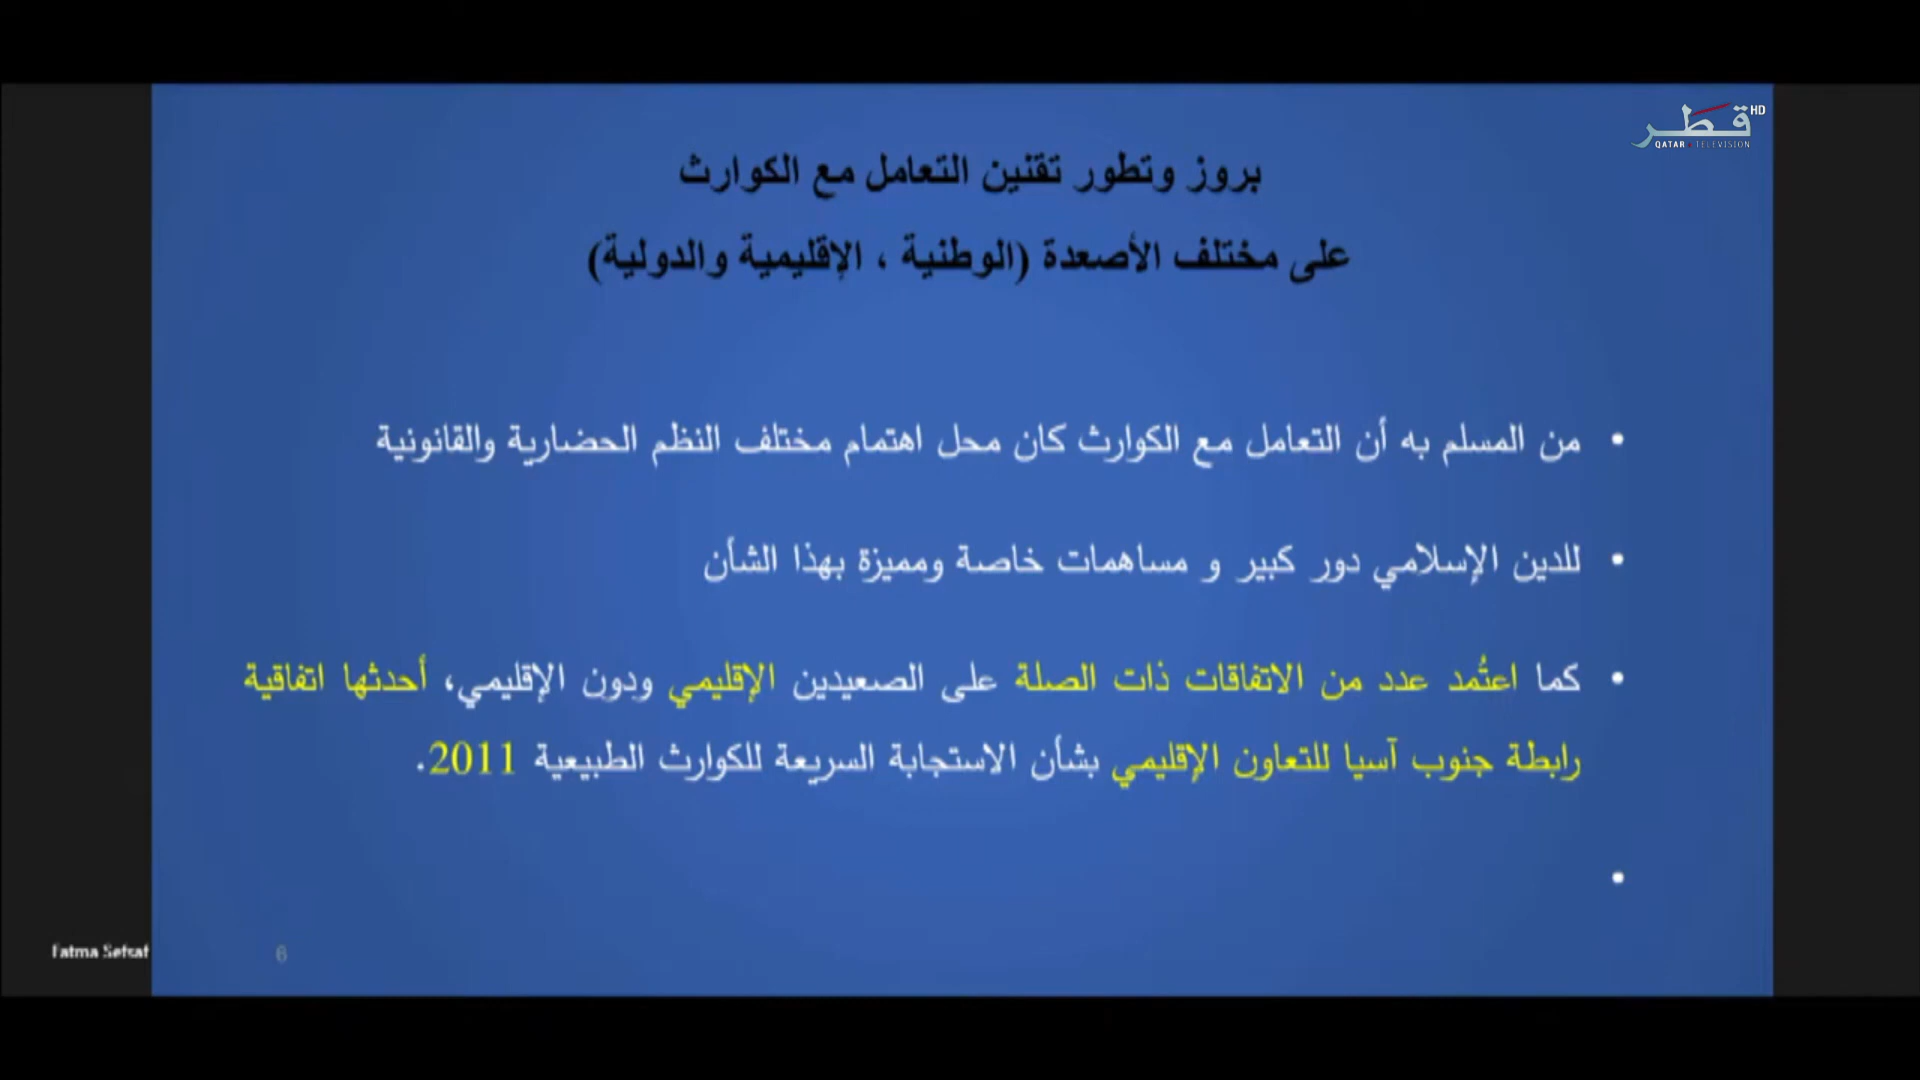 قطر HD
QATAR TELEVISION
بروز وتطور تقنين التعامل مع الكوارث
على مختلف الأصعدة (الوطنية ، الإقليمية والدولية)
• من المسلم به أن التعامل مع الكوارث كان محل اهتمام مختلف النظم الحضارية والقانونية
• للدين الإسلامي دور كبير و مساهمات خاصة ومميزة بهذا الشأن
• كما اعتُمد عدد من الاتفاقات ذات الصلة على الصعيدين الإقليمي ودون الإقليمي، أحدثها اتفاقية
رابطة جنوب آسيا للتعاون الإقليمي بشأن الاستجابة السريعة للكوارث الطبيعية 2011.
•
Fatma Sefsaf
6